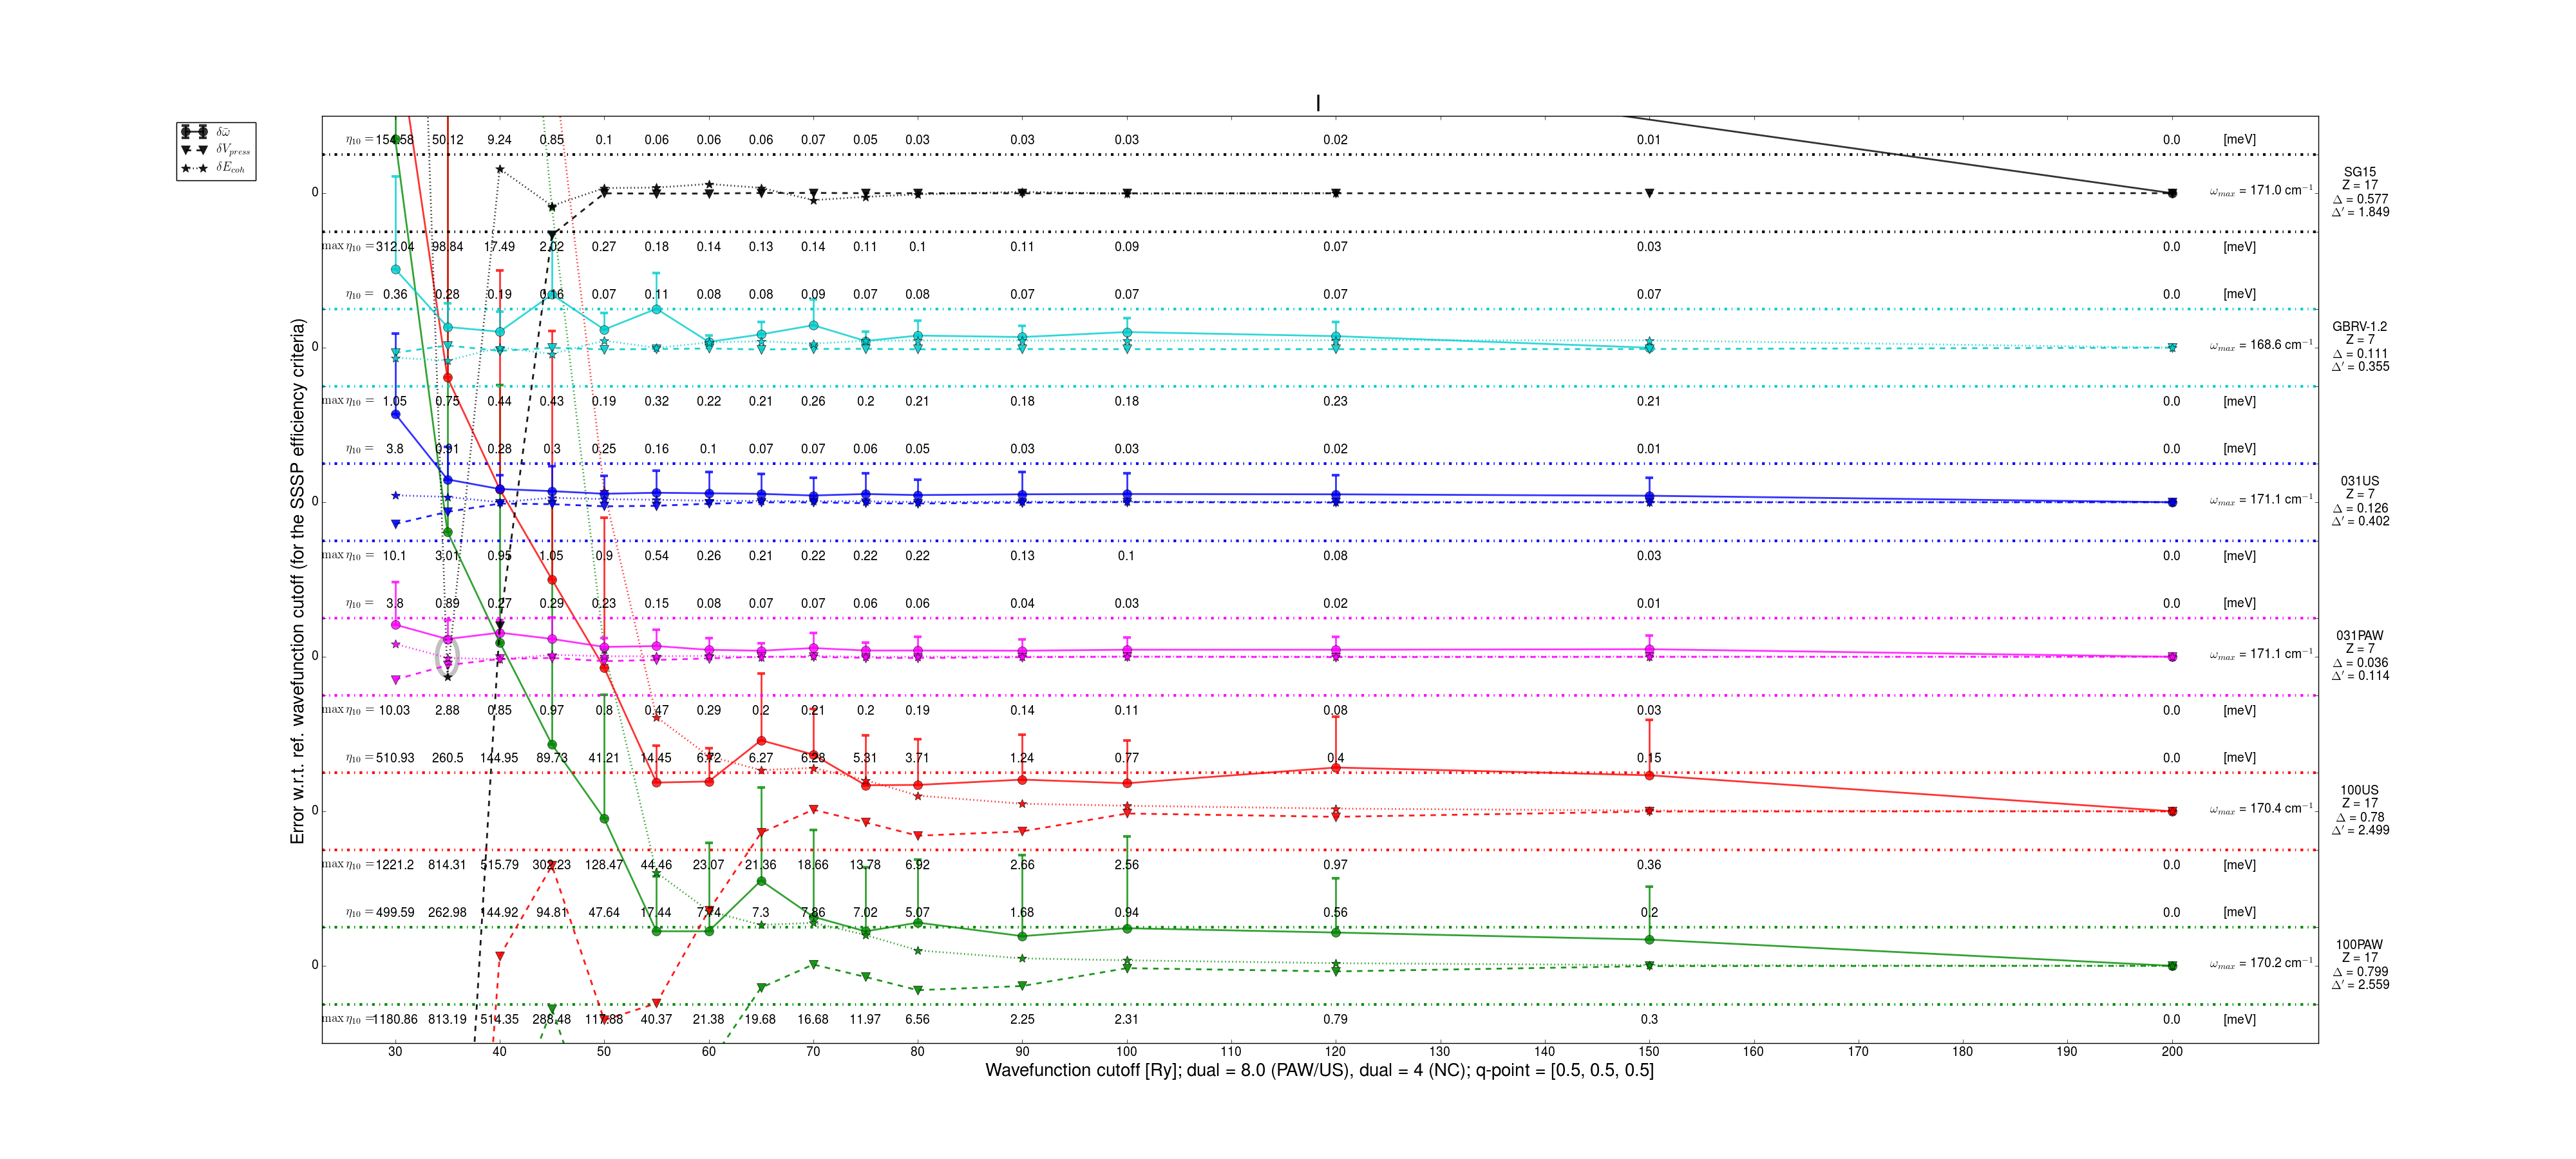 I
δω̄
δV_press
δE_coh
Error w.r.t. ref. wavefunction cutoff (for the SSSP efficiency criteria)
η₁₀ = 154.58 50.12 9.24 0.85 0.1 0.06 0.06 0.06 0.07 0.05 0.03 0.03 0.03 0.02 0.01 0.0 [meV]
0 ω_max = 171.0 cm⁻¹
SG15
Z = 17
Δ = 0.577
Δ' = 1.849
max η₁₀ = 312.04 98.84 17.49 2.02 0.27 0.18 0.14 0.13 0.14 0.11 0.1 0.11 0.09 0.07 0.03 0.0 [meV]
η₁₀ = 0.36 0.28 0.19 0.16 0.07 0.11 0.08 0.08 0.09 0.07 0.08 0.07 0.07 0.07 0.07 0.0 [meV]
0 ω_max = 168.6 cm⁻¹
GBRV-1.2
Z = 7
Δ = 0.111
Δ' = 0.355
max η₁₀ = 1.05 0.75 0.44 0.43 0.19 0.32 0.22 0.21 0.26 0.2 0.21 0.18 0.18 0.23 0.21 0.0 [meV]
η₁₀ = 3.8 0.91 0.28 0.3 0.25 0.16 0.1 0.07 0.07 0.06 0.05 0.03 0.03 0.02 0.01 0.0 [meV]
0 ω_max = 171.1 cm⁻¹
031US
Z = 7
Δ = 0.126
Δ' = 0.402
max η₁₀ = 10.1 3.01 0.95 1.05 0.9 0.54 0.26 0.21 0.22 0.22 0.22 0.13 0.1 0.08 0.03 0.0 [meV]
η₁₀ = 3.8 0.89 0.27 0.29 0.23 0.15 0.08 0.07 0.07 0.06 0.06 0.04 0.03 0.02 0.01 0.0 [meV]
0 ω_max = 171.1 cm⁻¹
031PAW
Z = 7
Δ = 0.036
Δ' = 0.114
max η₁₀ = 10.03 2.88 0.85 0.97 0.8 0.47 0.29 0.2 0.21 0.2 0.19 0.14 0.11 0.08 0.03 0.0 [meV]
η₁₀ = 510.93 260.5 144.95 89.73 41.21 14.45 6.72 6.27 6.28 5.31 3.71 1.24 0.77 0.4 0.15 0.0 [meV]
0 ω_max = 170.4 cm⁻¹
100US
Z = 17
Δ = 0.78
Δ' = 2.499
max η₁₀ = 1221.2 814.31 515.79 302.23 128.47 44.46 23.07 21.36 18.66 13.78 6.92 2.66 2.56 0.97 0.36 0.0 [meV]
η₁₀ = 499.59 262.98 144.92 94.81 47.64 17.44 7.74 7.3 7.86 7.02 5.07 1.68 0.94 0.56 0.2 0.0 [meV]
0 ω_max = 170.2 cm⁻¹
100PAW
Z = 17
Δ = 0.799
Δ' = 2.559
max η₁₀ = 1180.86 813.19 514.35 288.48 117.88 40.37 21.38 19.68 16.68 11.97 6.56 2.25 2.31 0.79 0.3 0.0 [meV]
30 40 50 60 70 80 90 100 110 120 130 140 150 160 170 180 190 200
Wavefunction cutoff [Ry]; dual = 8.0 (PAW/US), dual = 4 (NC); q-point = [0.5, 0.5, 0.5]